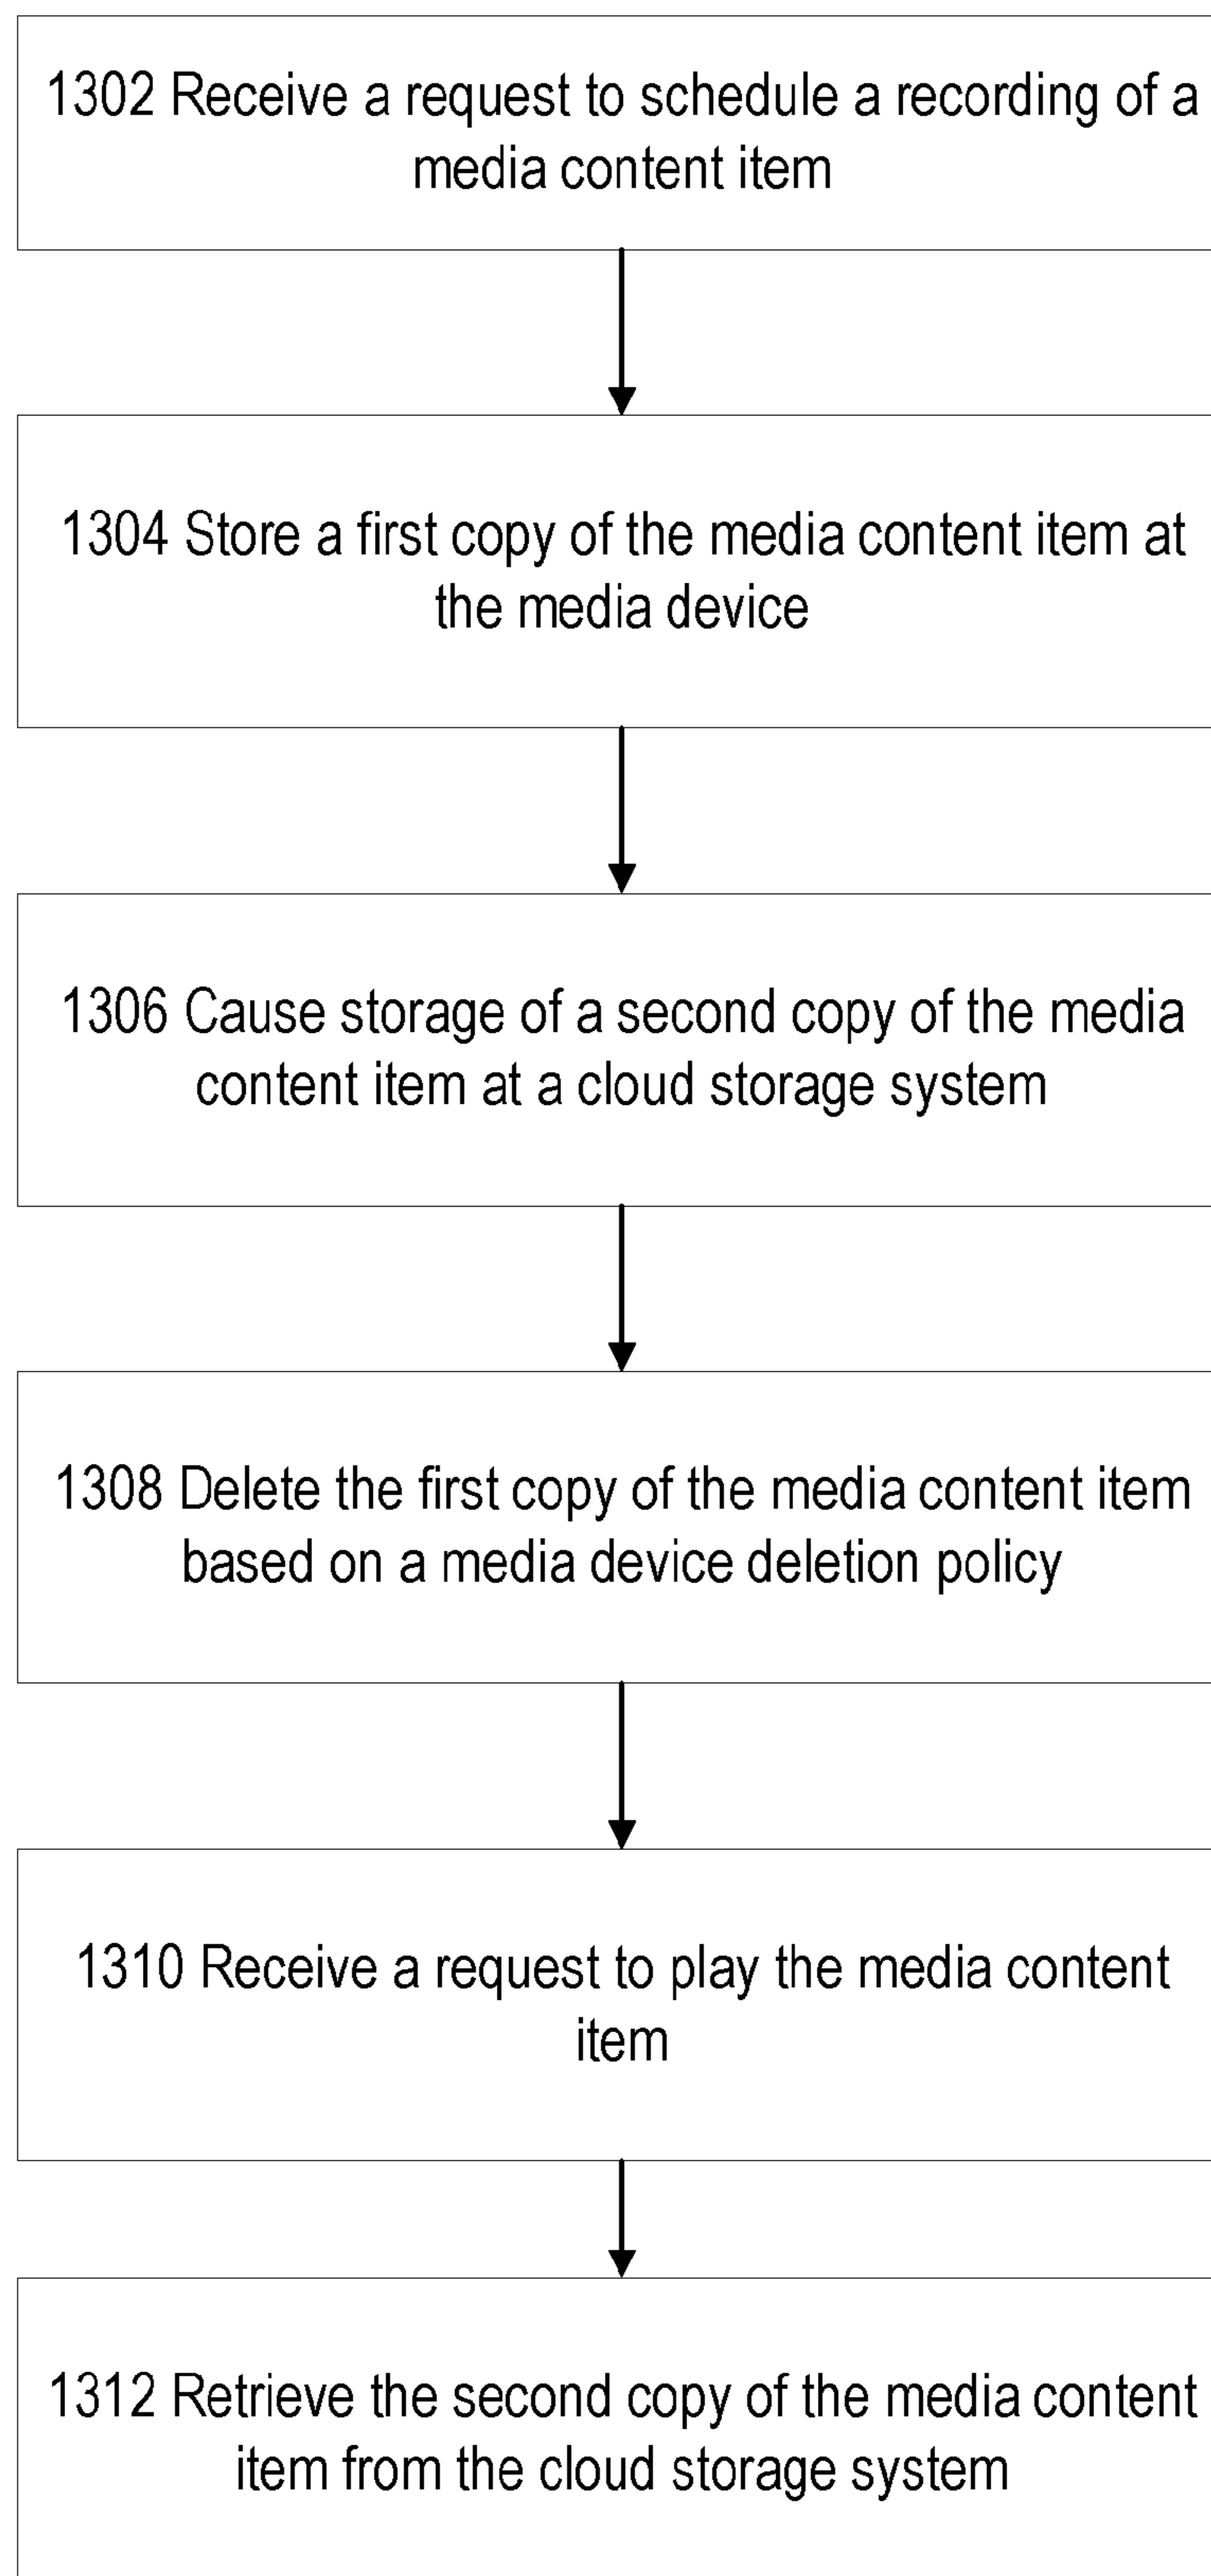 1302 Receive a request to schedule a recording of a
media content item
1304 Store a first copy of the media content item at
the media device
1306 Cause storage of a second copy of the media
content item at a cloud storage system
1308 Delete the first copy of the media content item
based on a media device deletion policy
1310 Receive a request to play the media content
item
1312 Retrieve the second copy of the media content
item from the cloud storage system